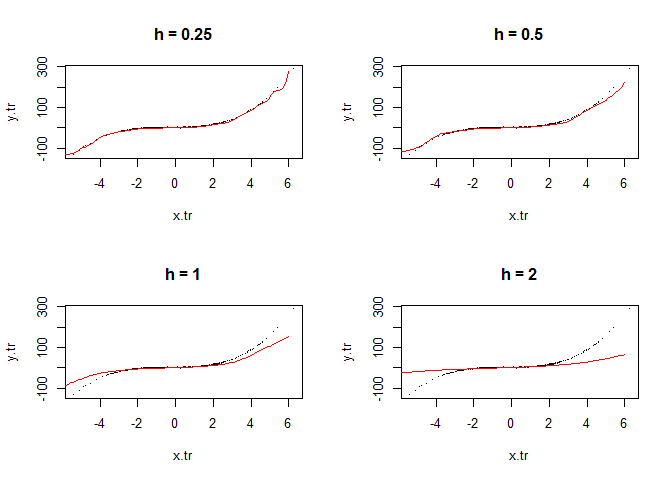 h = 0.25
y.tr
300
100
-100
-4 -2 0 2 4 6
x.tr
h = 0.5
y.tr
300
100
-100
-4 -2 0 2 4 6
x.tr
h = 1
y.tr
300
100
-100
-4 -2 0 2 4 6
x.tr
h = 2
y.tr
300
100
-100
-4 -2 0 2 4 6
x.tr